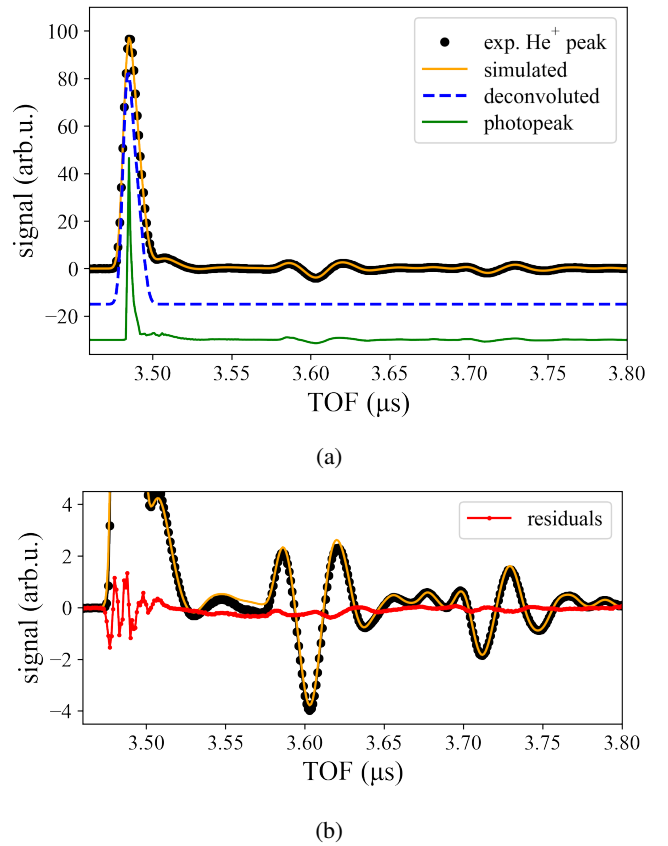 100
80
60
40
20
0
−20
signal (arb.u.)
exp. He⁺ peak
simulated
deconvoluted
photopeak
3.50
3.55
3.60
3.65
3.70
3.75
3.80
TOF (μs)
(a)
4
2
0
−2
−4
signal (arb.u.)
residuals
3.50
3.55
3.60
3.65
3.70
3.75
3.80
TOF (μs)
(b)